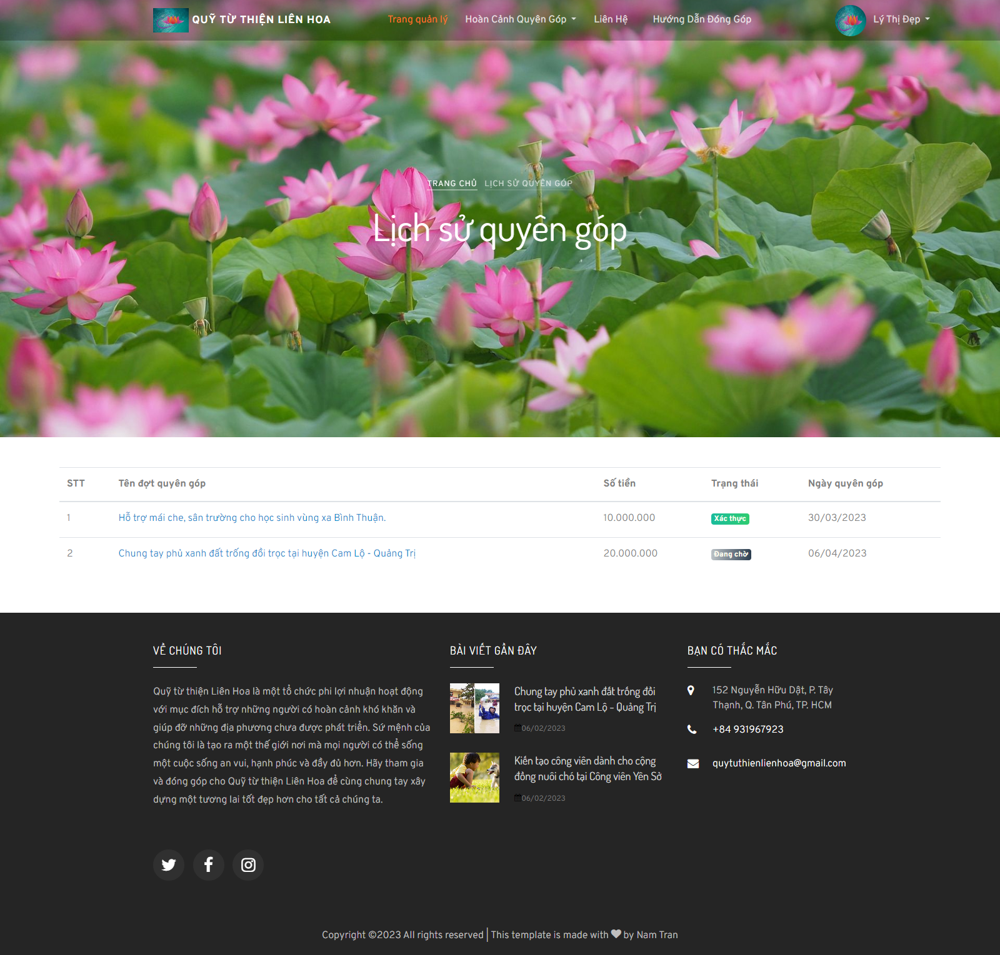 QUỸ TỪ THIỆN LIÊN HOA
Trang quản lý
Hoàn Cảnh Quyên Góp
Liên Hệ
Hướng Dẫn Đóng Góp
Lý Thị Đẹp
TRANG CHỦ LỊCH SỬ QUYÊN GÓP
Lịch sử quyên góp
STT Tên đợt quyên góp Số tiền Trạng thái Ngày quyên góp
1 Hỗ trợ mái che, sân trường cho học sinh vùng xa Bình Thuận. 10.000.000 Xác thực 30/03/2023
2 Chung tay phủ xanh đất trống đồi trọc tại huyện Cam Lộ - Quảng Trị 20.000.000 Đang chờ 06/04/2023
VỀ CHÚNG TÔI
Quỹ từ thiện Liên Hoa là một tổ chức phi lợi nhuận hoạt động
với mục đích hỗ trợ những người có hoàn cảnh khó khăn và
giúp đỡ những địa phương chưa được phát triển. Sứ mệnh của
chúng tôi là tạo ra một thế giới nơi mà mọi người có thể sống
một cuộc sống an vui, hạnh phúc và đầy đủ hơn. Hãy tham gia
và đóng góp cho Quỹ từ thiện Liên Hoa để cùng chung tay xây
dựng một tương lai tốt đẹp hơn cho tất cả chúng ta.
BÀI VIẾT GẦN ĐÂY
Chung tay phủ xanh đất trống đồi
trọc tại huyện Cam Lộ - Quảng Trị
06/02/2023
Kiến tạo công viên dành cho cộng
đồng nuôi chó tại Công viên Yên Sở
06/02/2023
BẠN CÓ THẮC MẮC
152 Nguyễn Hữu Dật, P. Tây
Thạnh, Q. Tân Phú, TP. HCM
+84 931967923
quytuthienlienhoa@gmail.com
Copyright ©2023 All rights reserved | This template is made with ♥ by Nam Tran